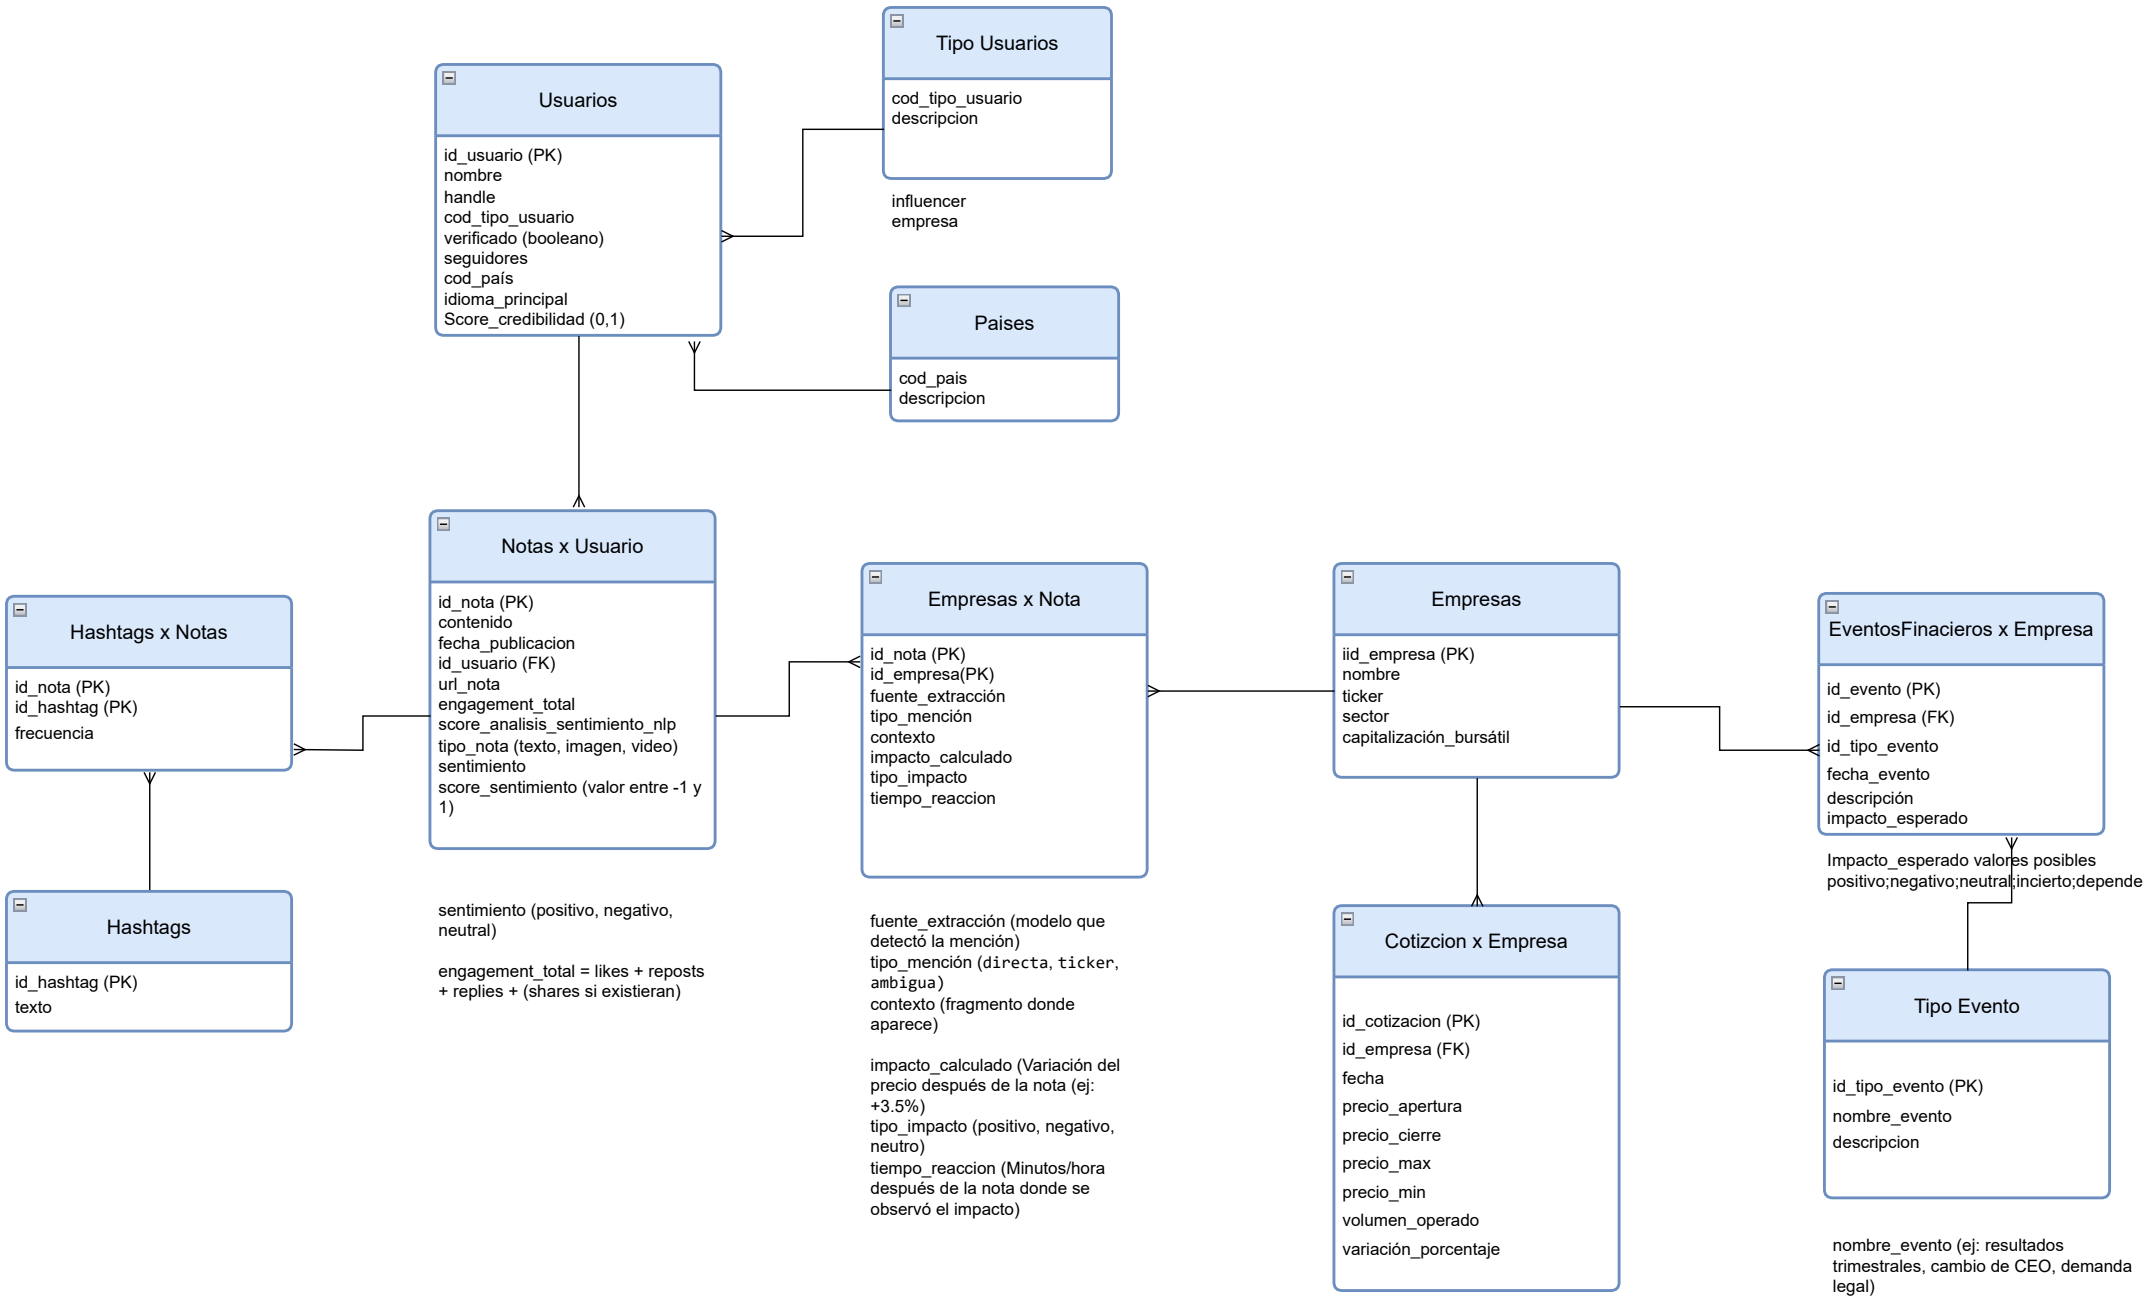 Tipo Usuarios
cod_tipo_usuario
descripcion
influencer
empresa
Usuarios
id_usuario (PK)
nombre
handle
cod_tipo_usuario
verificado (booleano)
seguidores
cod_país
idioma_principal
Score_credibilidad (0,1)
Paises
cod_pais
descripcion
Hashtags x Notas
id_nota (PK)
id_hashtag (PK)
frecuencia
Hashtags
id_hashtag (PK)
texto
Notas x Usuario
id_nota (PK)
contenido
fecha_publicacion
id_usuario (FK)
url_nota
engagement_total
score_analisis_sentimiento_nlp
tipo_nota (texto, imagen, video)
sentimiento
score_sentimiento (valor entre -1 y
1)
sentimiento (positivo, negativo,
neutral)
engagement_total = likes + reposts
+ replies + (shares si existieran)
Empresas x Nota
id_nota (PK)
id_empresa(PK)
fuente_extracción
tipo_mención
contexto
impacto_calculado
tipo_impacto
tiempo_reaccion
fuente_extracción (modelo que
detectó la mención)
tipo_mención (directa, ticker,
ambigua)
contexto (fragmento donde
aparece)
impacto_calculado (Variación del
precio después de la nota (ej:
+3.5%)
tipo_impacto (positivo, negativo,
neutro)
tiempo_reaccion (Minutos/hora
después de la nota donde se
observó el impacto)
Empresas
iid_empresa (PK)
nombre
ticker
sector
capitalización_bursátil
Cotizcion x Empresa
id_cotizacion (PK)
id_empresa (FK)
fecha
precio_apertura
precio_cierre
precio_max
precio_min
volumen_operado
variación_porcentaje
EventosFinacieros x Empresa
id_evento (PK)
id_empresa (FK)
id_tipo_evento
fecha_evento
descripción
impacto_esperado
Impacto_esperado valores posibles
positivo;negativo;neutral;incierto;depende
Tipo Evento
id_tipo_evento (PK)
nombre_evento
descripcion
nombre_evento (ej: resultados
trimestrales, cambio de CEO, demanda
legal)